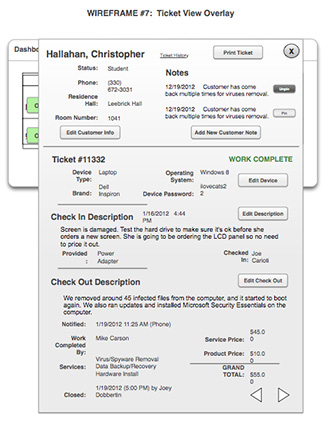 WIREFRAME #7: Ticket View Overlay
Dashbo
Hallahan, Christopher
Ticket History
Print Ticket
X
Status: Student
Phone: (330) 672-3031
Residence Hall: Leebrick Hall
Room Number: 1041
Notes
12/19/2012 Customer has come
back multiple times for viruses removal.
Unpin
12/19/2012 Customer has come
back multiple times for viruses removal.
Pin
Edit Customer Info
Add New Customer Note
Ticket #11332
WORK COMPLETE
Device Type: Laptop
Brand: Dell Inspiron
Operating System: Windows 8
Device Password: ilovecats2 2
Edit Device
Check In Description
1/16/2012 4:44 PM
Edit Description
Screen is damaged. Test the hard drive to make sure it's ok before she
orders a new screen. She is going to be ordering the LCD panel so no need
to price it out.
Provided : Power Adapter
Checked In: Joe Carioti
Check Out Description
Edit Check Out
We removed around 45 infected files from the computer, and it started to boot
again. We also ran updates and installed Microsoft Security Essentials on the
computer.
Notified: 1/19/2012 11:25 AM (Phone)
Work Completed By: Mike Carson
Services: Virus/Spyware Removal
Data Backup/Recovery
Hardware Install
Closed: 1/19/2012 (5:00 PM) by Joey Dobbertin
Service Price: $45.0 0
Product Price: $10.0 0
GRAND TOTAL: $55.0 0